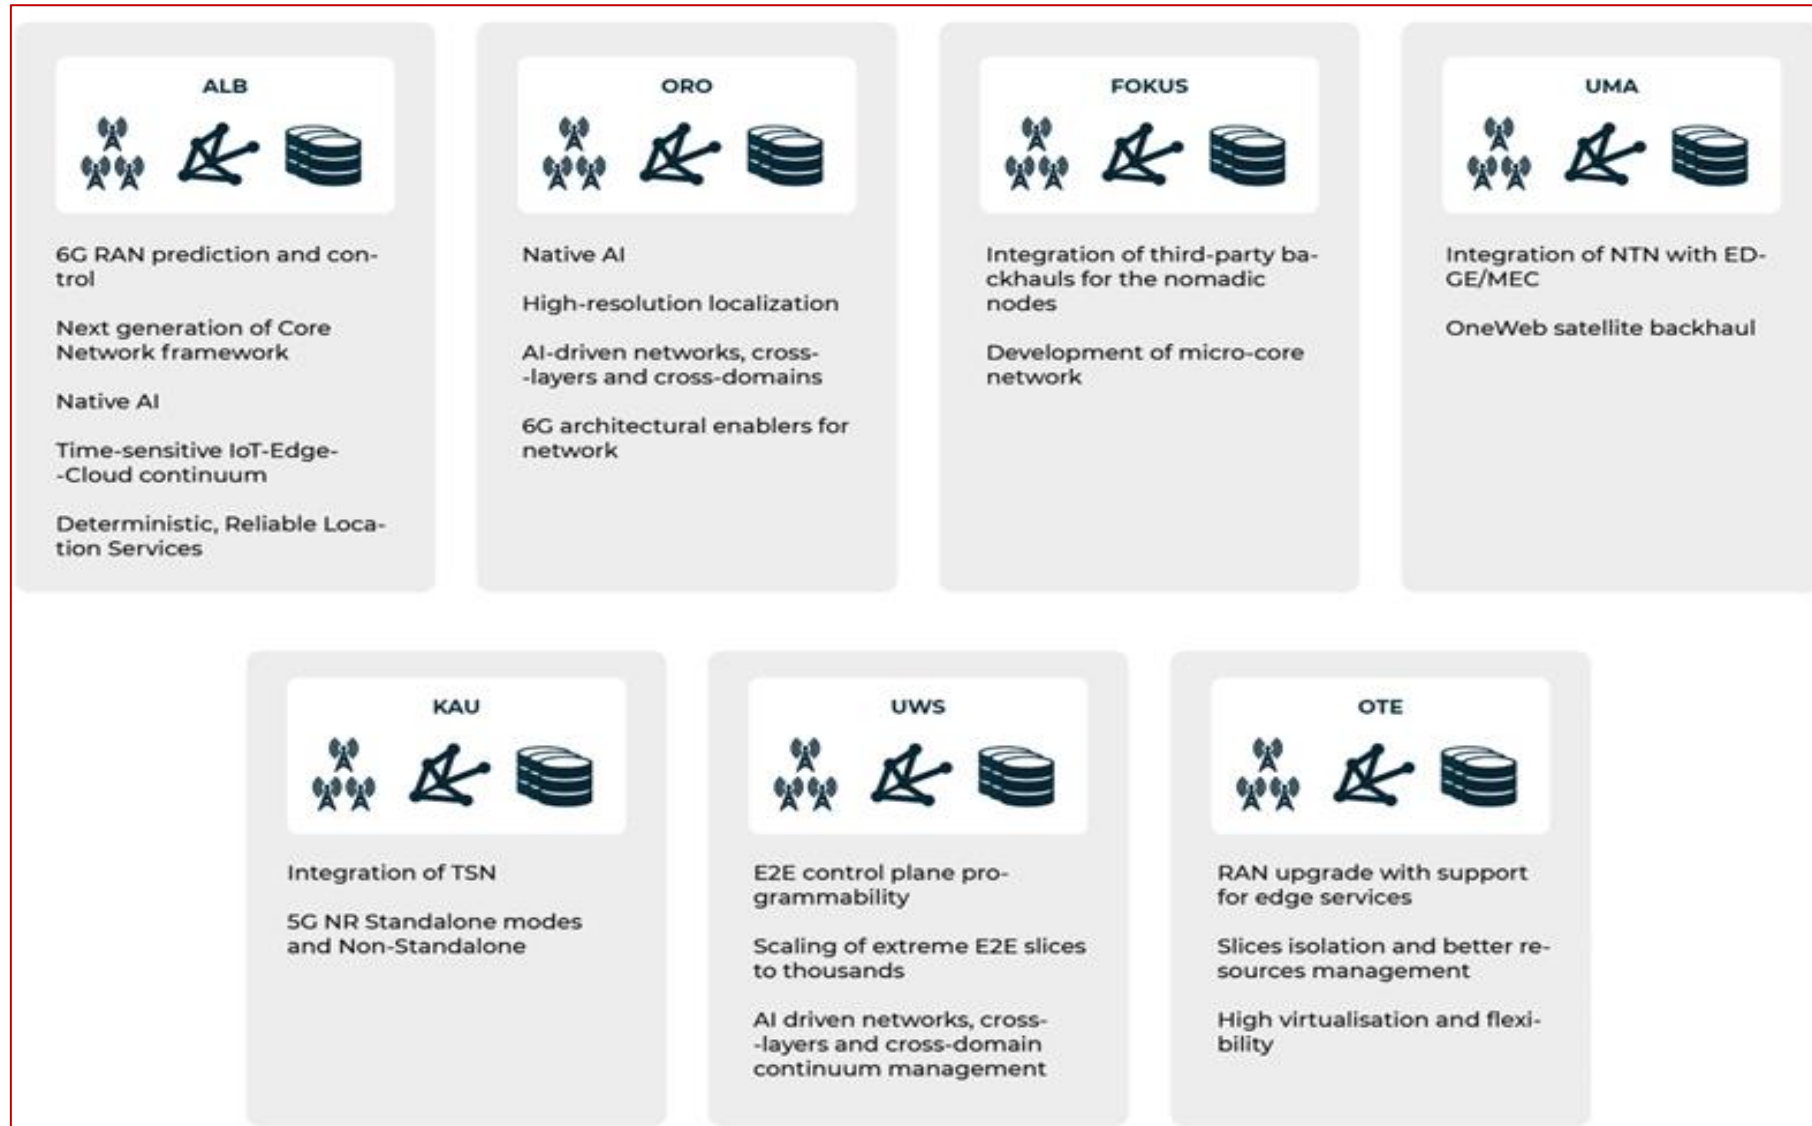 ALB
6G RAN prediction and con-
trol
Next generation of Core
Network framework
Native AI
Time-sensitive IoT-Edge-
-Cloud continuum
Deterministic, Reliable Loca-
tion Services
ORO
Native AI
High-resolution localization
AI-driven networks, cross-
-layers and cross-domains
6G architectural enablers for
network
FOKUS
Integration of third-party ba-
ckhauls for the nomadic
nodes
Development of micro-core
network
UMA
Integration of NTN with ED-
GE/MEC
OneWeb satellite backhaul
KAU
Integration of TSN
5G NR Standalone modes
and Non-Standalone
UWS
E2E control plane pro-
grammability
Scaling of extreme E2E slices
to thousands
AI driven networks, cross-
-layers and cross-domain
continuum management
OTE
RAN upgrade with support
for edge services
Slices isolation and better re-
sources management
High virtualisation and flexi-
bility